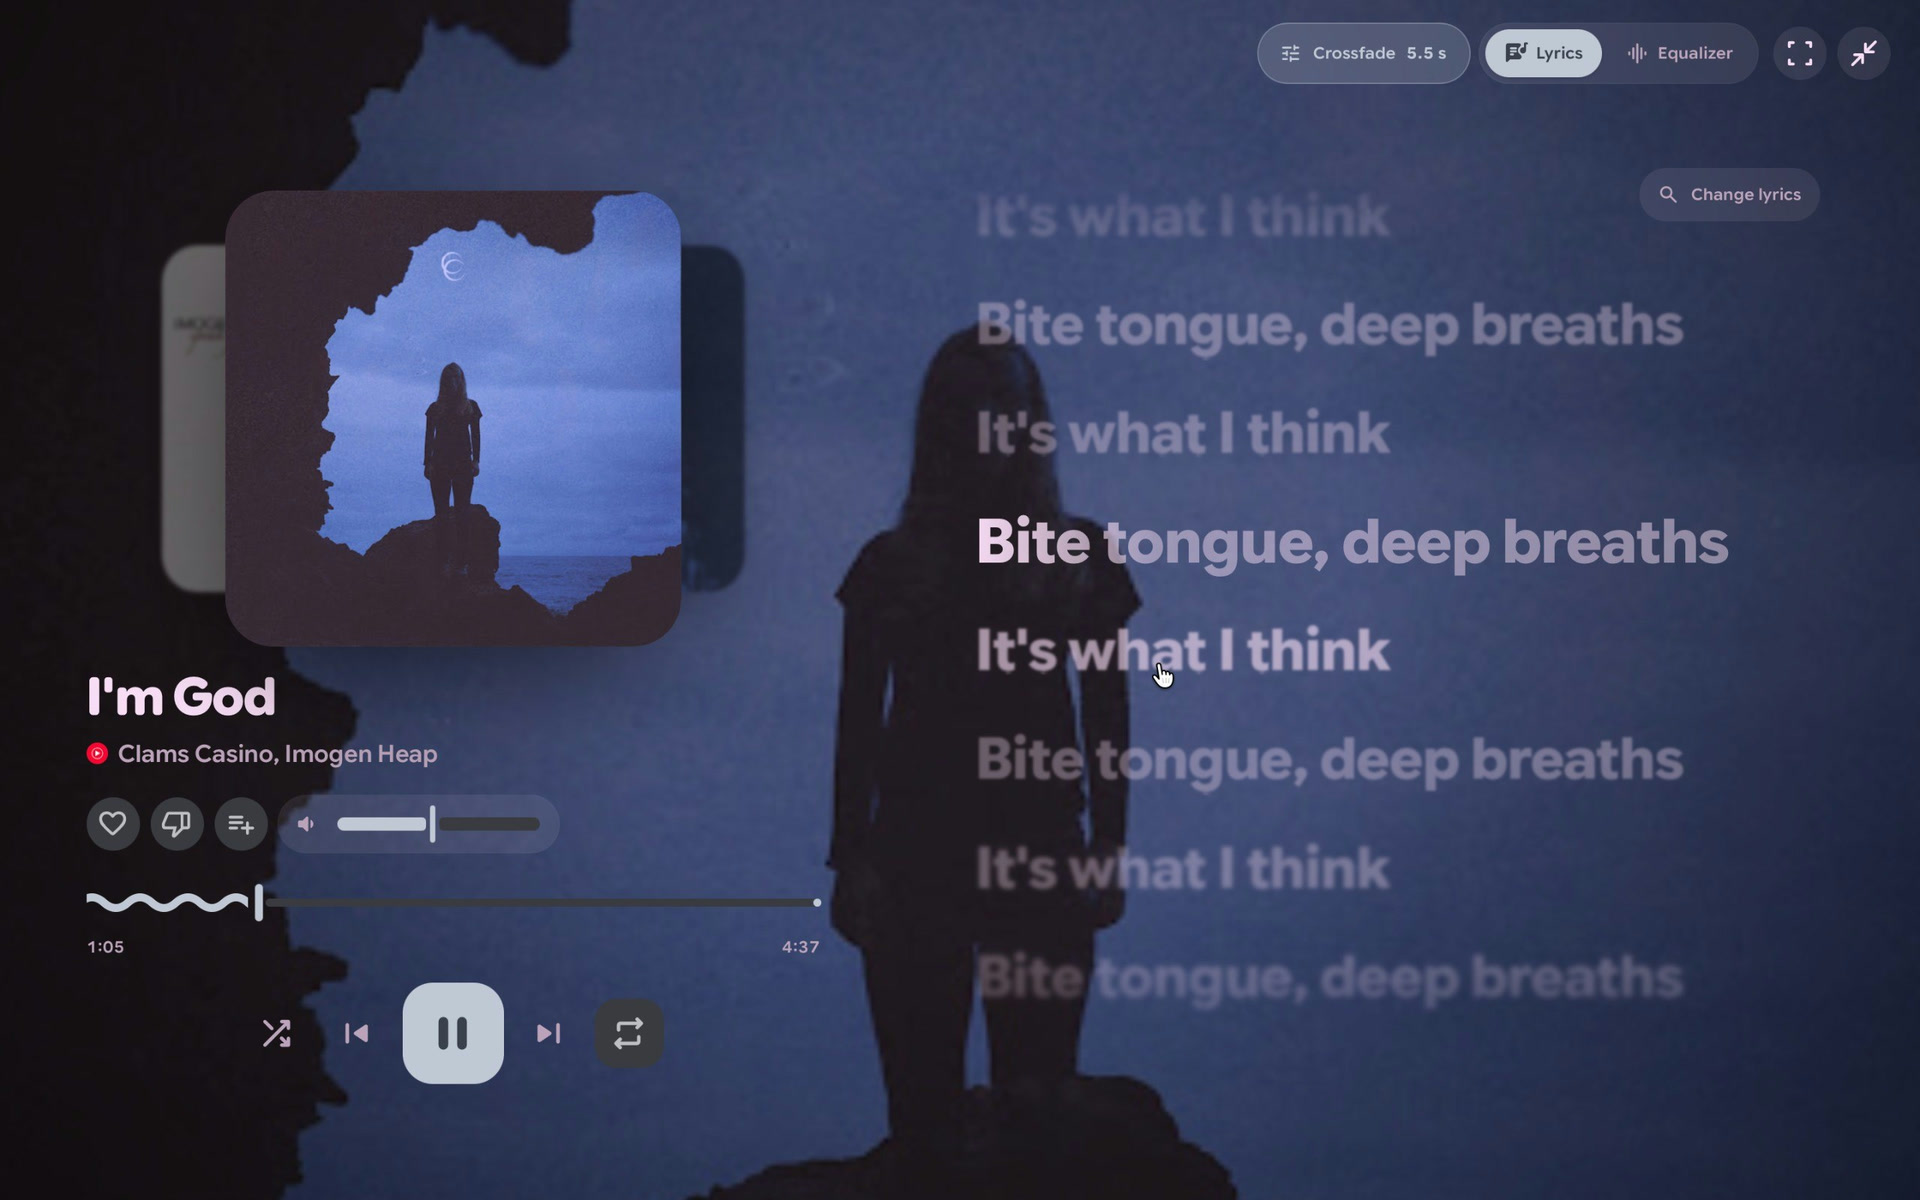 Crossfade 5.5 s
Lyrics
Equalizer
Change lyrics
It's what I think
Bite tongue, deep breaths
It's what I think
Bite tongue, deep breaths
It's what I think
Bite tongue, deep breaths
It's what I think
Bite tongue, deep breaths
I'm God
Clams Casino, Imogen Heap
1:05
4:37